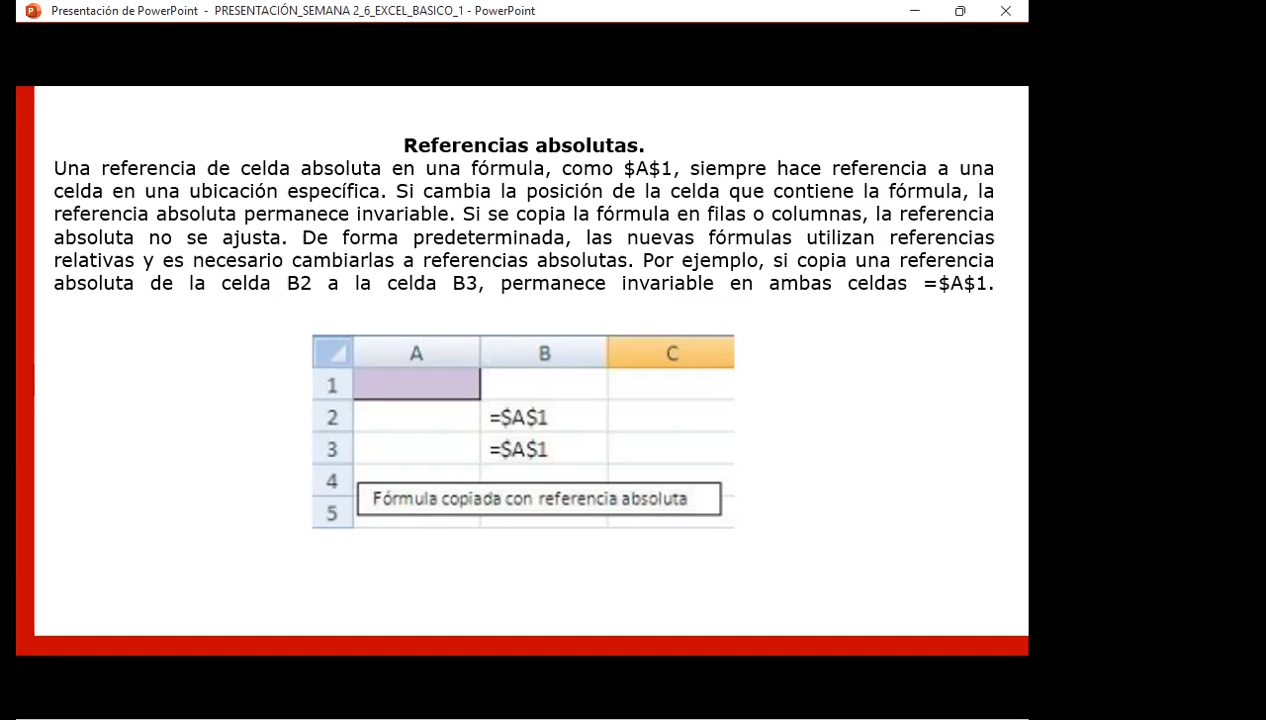 Presentación de PowerPoint - PRESENTACIÓN_SEMANA 2_6_EXCEL_BASICO_1 - PowerPoint
Referencias absolutas.
Una referencia de celda absoluta en una fórmula, como $A$1, siempre hace referencia a una
celda en una ubicación específica. Si cambia la posición de la celda que contiene la fórmula, la
referencia absoluta permanece invariable. Si se copia la fórmula en filas o columnas, la referencia
absoluta no se ajusta. De forma predeterminada, las nuevas fórmulas utilizan referencias
relativas y es necesario cambiarlas a referencias absolutas. Por ejemplo, si copia una referencia
absoluta de la celda B2 a la celda B3, permanece invariable en ambas celdas =$A$1.
A B C
1
2 =$A$1
3 =$A$1
4
Fórmula copiada con referencia absoluta
5